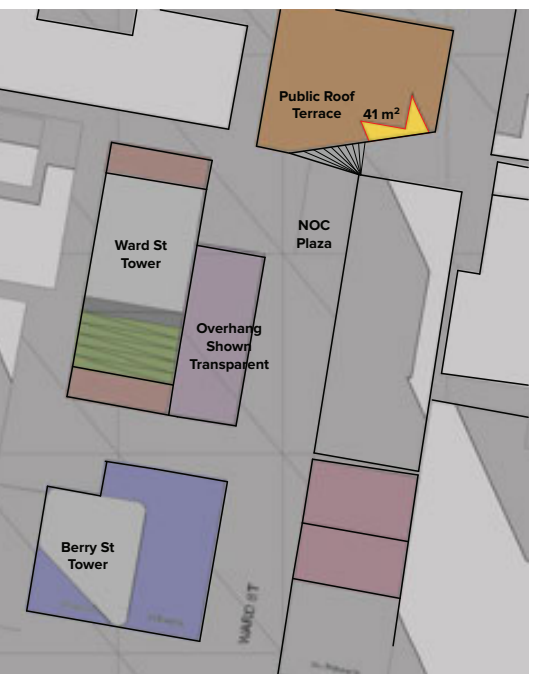 Public Roof
Terrace
41 m²
NOC
Plaza
Ward St
Tower
Overhang
Shown
Transparent
Berry St
Tower
WARD ST